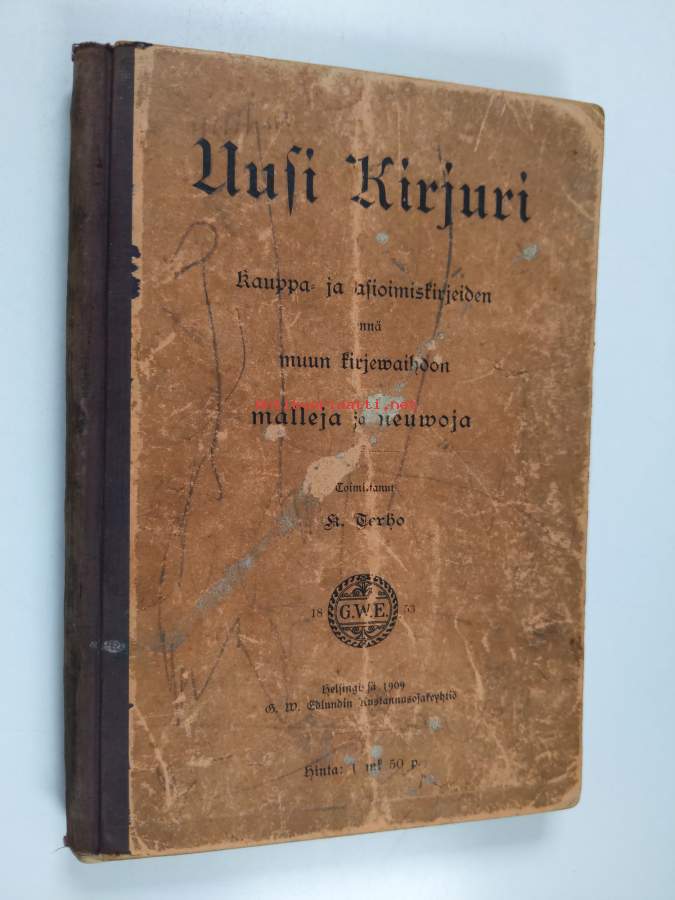 Uusi Kirjuri
Kauppa- ja asioimiskirjeiden
ynnä
muun kirjewaihdon
malleja ja neuwoja
Toimittanut
K. Terho
18 G.W.E. 53
Helsingissä 1909
G. W. Edlundin Kustannusosakeyhtiö
Hinta: 1 mk 50 p.